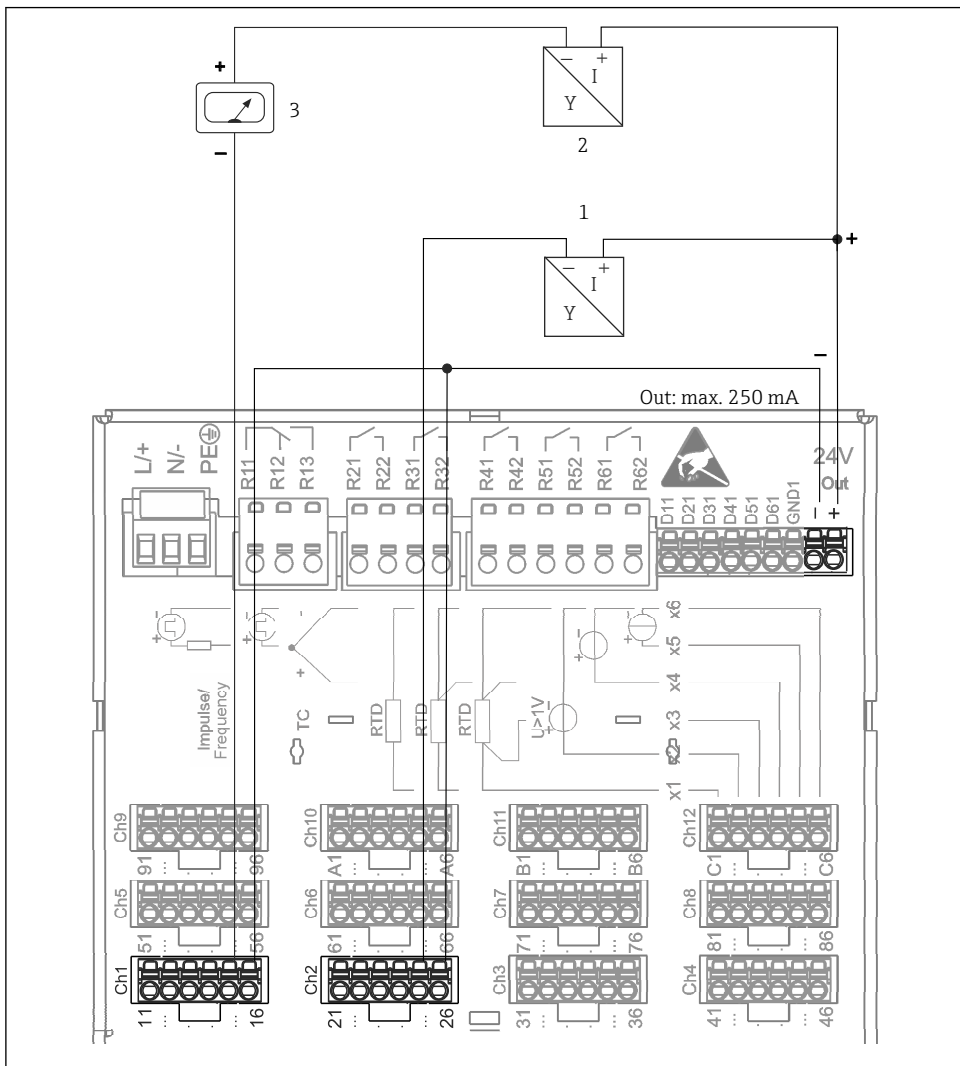 - +
+ I
3 Y
- 2
1
- + +
I
Y
-
Out: max. 250 mA
L/+ N/- PE R11 R12 R13 R21 R22 R31 R32 R41 R42 R51 R52 R61 R62 24V
Out
D11 D21 D31 D41 D51 D61 GND1 - +
- - - x6
+ + + - + x5
+ x4
Impulse/
Frequency
TC RTD RTD RTD U>1V + - x3
x2
x1
Ch9 Ch10 Ch11 Ch12
91 ... . ... 96 A1 ... . ... A6 B1 ... . ... B6 C1 ... . ... C6
Ch5 Ch6 Ch7 Ch8
51 ... . ... 56 61 ... . ... 66 71 ... . ... 76 81 ... . ... 86
Ch1 Ch2 Ch3 Ch4
11 ... . ... 16 21 ... . ... 26 31 ... . ... 36 41 ... . ... 46